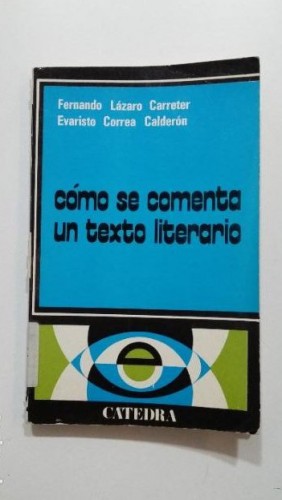 Fernando Lázaro Carreter
Evaristo Correa Calderón
cómo se comenta
un texto literario
CATEDRA